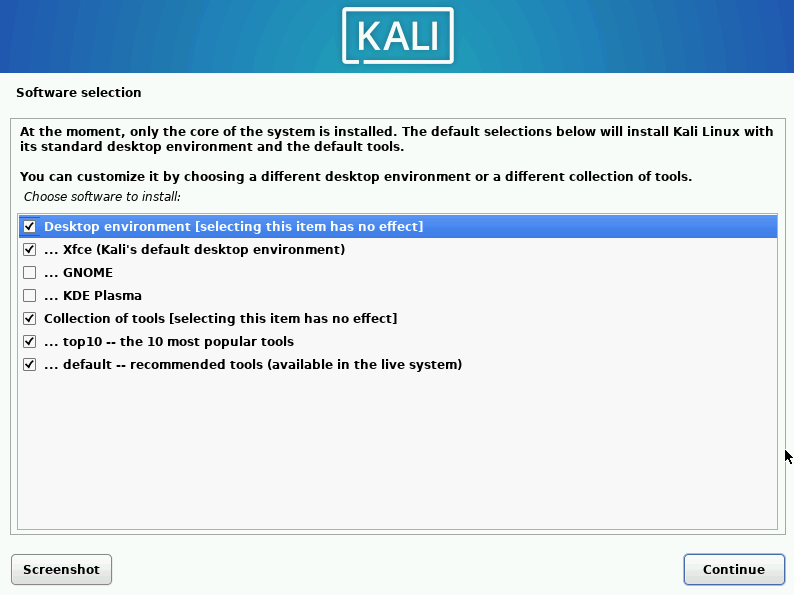 KALI
Software selection
At the moment, only the core of the system is installed. The default selections below will install Kali Linux with
its standard desktop environment and the default tools.
You can customize it by choosing a different desktop environment or a different collection of tools.
Choose software to install:
Desktop environment [selecting this item has no effect]
... Xfce (Kali's default desktop environment)
... GNOME
... KDE Plasma
Collection of tools [selecting this item has no effect]
... top10 -- the 10 most popular tools
... default -- recommended tools (available in the live system)
Screenshot
Continue